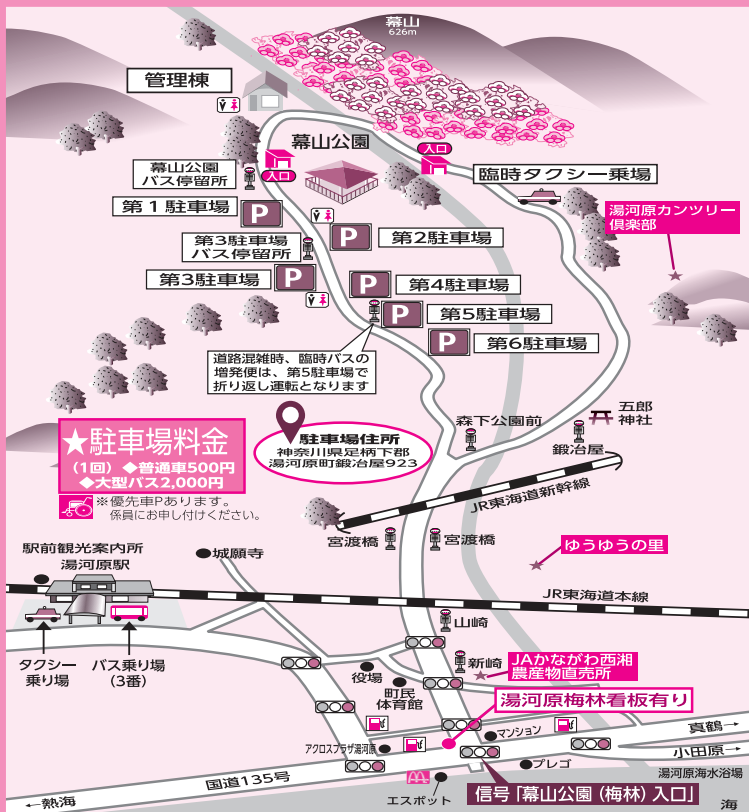 幕山
626m
管理棟
幕山公園
入口
入口
幕山公園
バス停留所
臨時タクシー乗場
第1駐車場
P
湯河原カンツリー
倶楽部
第3駐車場
バス停留所
P
第2駐車場
第3駐車場
P
P
第4駐車場
P
第5駐車場
P
第6駐車場
道路混雑時、臨時バスの
増発便は、第5駐車場で
折り返し運転となります
★駐車場料金
(1回) ◆普通車500円
◆大型バス2,000円
※優先車Pあります。
係員にお申し付けください。
駐車場住所
神奈川県足柄下郡
湯河原町鍛冶屋923
森下公園前
五郎
神社
鍛冶屋
JR東海道新幹線
宮渡橋
宮渡橋
ゆうゆうの里
駅前観光案内所
湯河原駅
城願寺
JR東海道本線
タクシー
乗り場
バス乗り場
(3番)
山崎
新崎
JAかながわ西湘
農産物直売所
役場
町民
体育館
湯河原梅林看板有り
アクロスプラザ湯河原
マンション
真鶴→
小田原→
プレゴ
国道135号
←熱海
エスポット
信号「幕山公園(梅林)入口」
湯河原海水浴場
海